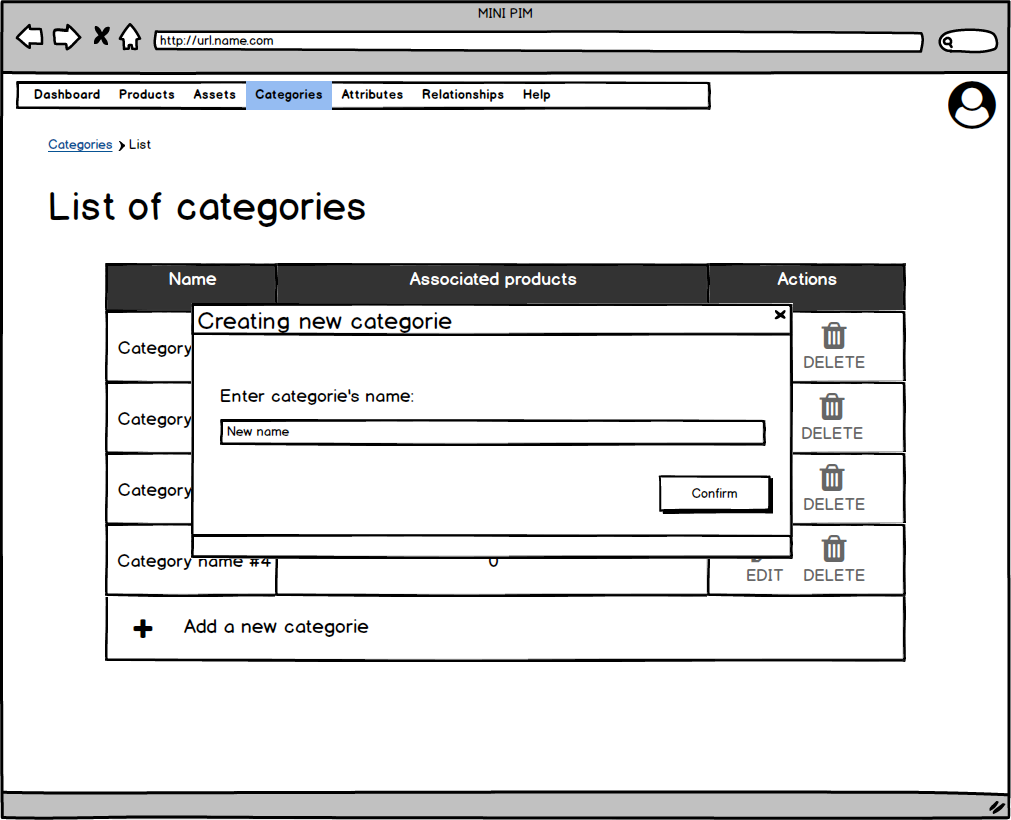 MINI PIM
http://url.name.com
Dashboard Products Assets Categories Attributes Relationships Help
Categories List
List of categories
Name Associated products Actions
Creating new categorie
Category
DELETE
Enter categorie's name:
Category
New name
DELETE
Category
Confirm
DELETE
Category name #4 0
EDIT DELETE
Add a new categorie